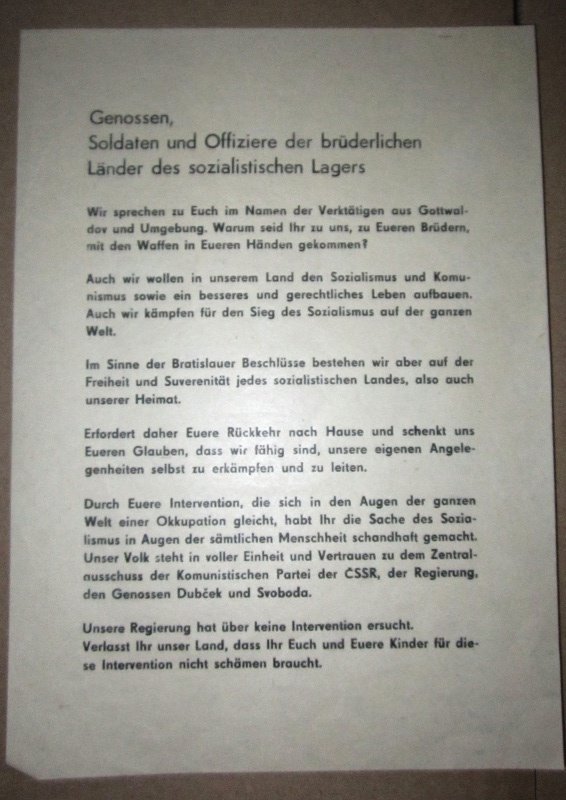 Genossen,
Soldaten und Offiziere der brüderlichen
Länder des sozialistischen Lagers
Wir sprechen zu Euch im Namen der Verktätigen aus Gottwal-
dov und Umgebung. Warum seid Ihr zu uns, zu Eueren Brüdern,
mit den Waffen in Eueren Händen gekommen?
Auch wir wollen in unserem Land den Sozialismus und Komu-
nismus sowie ein besseres und gerechtliches Leben aufbauen.
Auch wir kämpfen für den Sieg des Sozialismus auf der ganzen
Welt.
Im Sinne der Bratislauer Beschlüsse bestehen wir aber auf der
Freiheit und Suverenität jedes sozialistischen Landes, also auch
unserer Heimat.
Erfordert daher Euere Rückkehr nach Hause und schenkt uns
Eueren Glauben, dass wir fähig sind, unsere eigenen Angele-
genheiten selbst zu erkämpfen und zu leiten.
Durch Euere Intervention, die sich in den Augen der ganzen
Welt einer Okkupation gleicht, habt Ihr die Sache des Sozia-
lismus in Augen der sämtlichen Menschheit schandhaft gemacht.
Unser Volk steht in voller Einheit und Vertrauen zu dem Zentral-
ausschuss der Komunistischen Partei der ČSSR, der Regierung,
den Genossen Dubček und Svoboda.
Unsere Regierung hat über keine Intervention ersucht.
Verlasst Ihr unser Land, dass Ihr Euch und Euere Kinder für die-
se Intervention nicht schämen braucht.